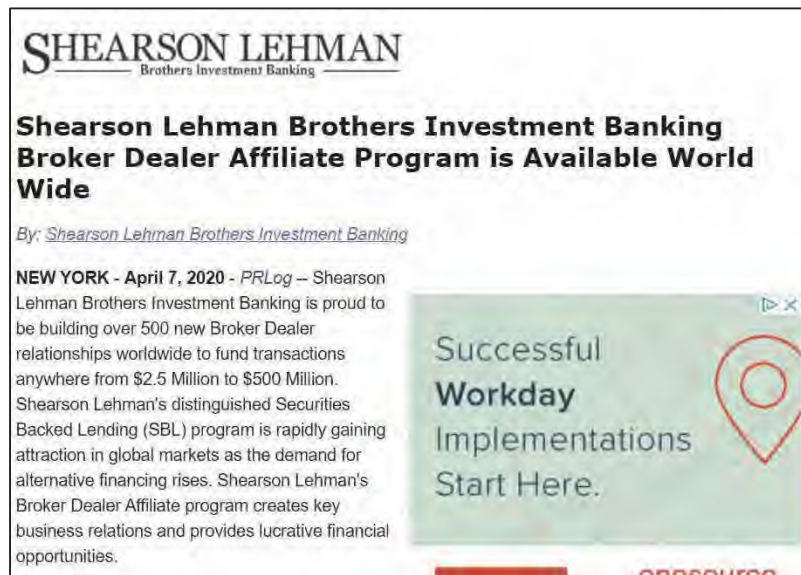 SHEARSON LEHMAN
Brothers Investment Banking
Shearson Lehman Brothers Investment Banking
Broker Dealer Affiliate Program is Available World
Wide
By: Shearson Lehman Brothers Investment Banking
NEW YORK - April 7, 2020 - PRLog -- Shearson
Lehman Brothers Investment Banking is proud to
be building over 500 new Broker Dealer
relationships worldwide to fund transactions
anywhere from $2.5 Million to $500 Million.
Shearson Lehman's distinguished Securities
Backed Lending (SBL) program is rapidly gaining
attraction in global markets as the demand for
alternative financing rises. Shearson Lehman's
Broker Dealer Affiliate program creates key
business relations and provides lucrative financial
opportunities.
Successful
Workday
Implementations
Start Here.